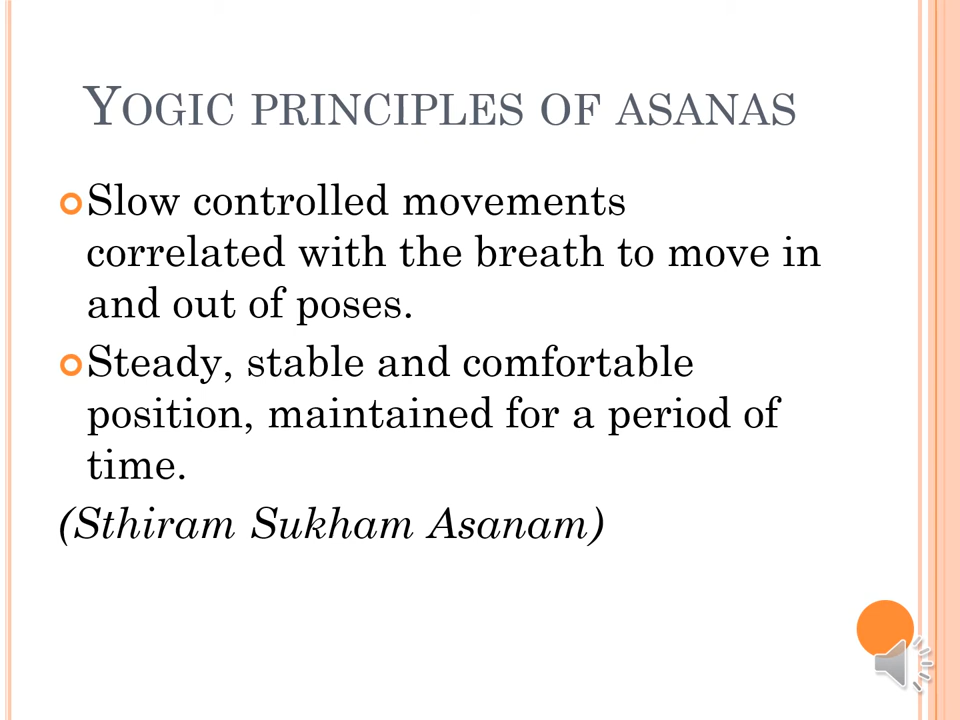 Yogic principles of asanas
Slow controlled movements
correlated with the breath to move in
and out of poses.
Steady, stable and comfortable
position, maintained for a period of
time.
(Sthiram Sukham Asanam)